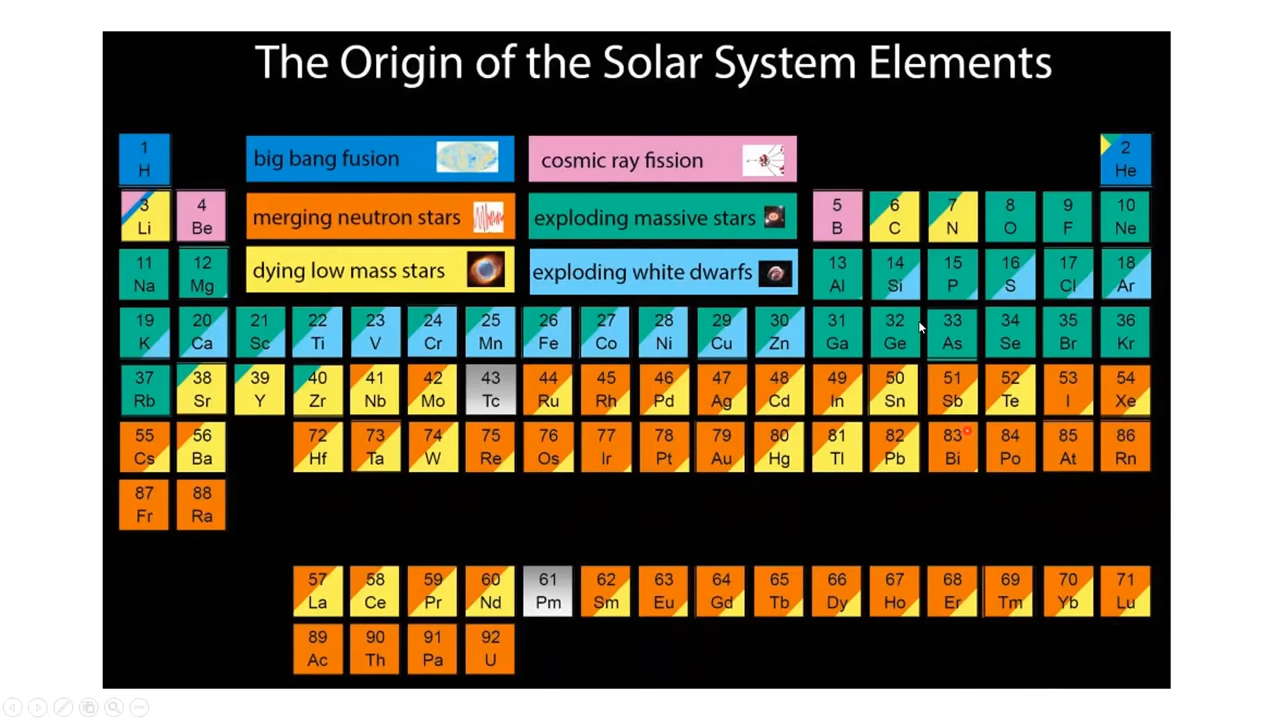 The Origin of the Solar System Elements
1 2
H big bang fusion cosmic ray fission He
3 4 merging neutron stars exploding massive stars 5 6 7 8 9 10
Li Be B C N O F Ne
11 12 dying low mass stars exploding white dwarfs 13 14 15 16 17 18
Na Mg Al Si P S Cl Ar
19 20 21 22 23 24 25 26 27 28 29 30 31 32 33 34 35 36
K Ca Sc Ti V Cr Mn Fe Co Ni Cu Zn Ga Ge As Se Br Kr
37 38 39 40 41 42 43 44 45 46 47 48 49 50 51 52 53 54
Rb Sr Y Zr Nb Mo Tc Ru Rh Pd Ag Cd In Sn Sb Te I Xe
55 56 72 73 74 75 76 77 78 79 80 81 82 83 84 85 86
Cs Ba Hf Ta W Re Os Ir Pt Au Hg Tl Pb Bi Po At Rn
87 88
Fr Ra
57 58 59 60 61 62 63 64 65 66 67 68 69 70 71
La Ce Pr Nd Pm Sm Eu Gd Tb Dy Ho Er Tm Yb Lu
89 90 91 92
Ac Th Pa U